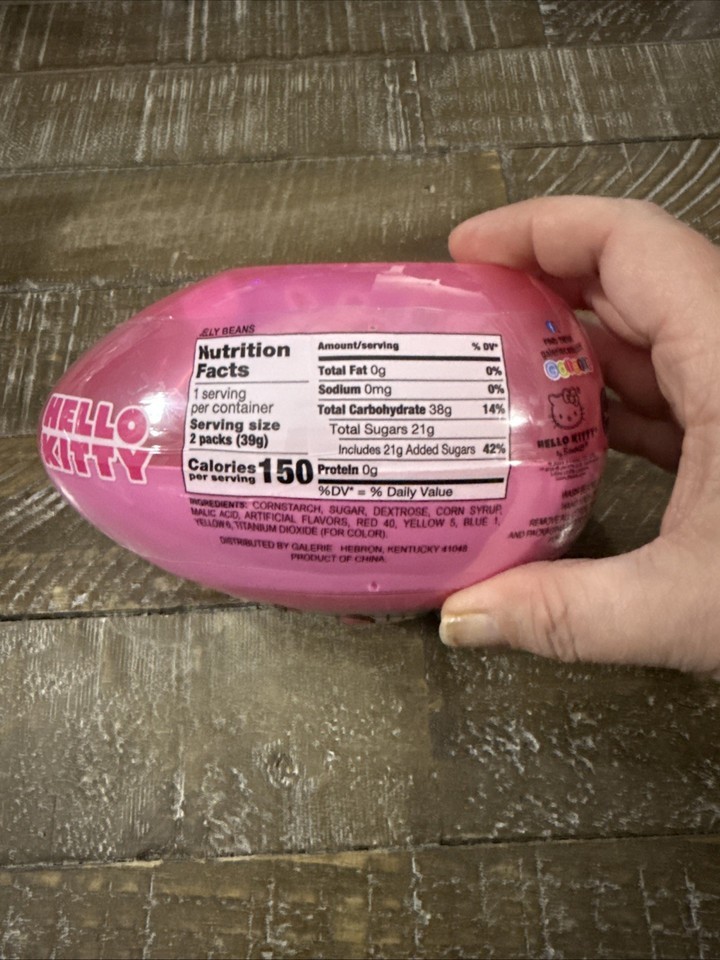 HELLO
KITTY
JELLY BEANS
Nutrition
Facts
1 serving
per container
Serving size
2 packs (39g)
Calories 150
per serving
Amount/serving % DV*
Total Fat 0g 0%
Sodium 0mg 0%
Total Carbohydrate 38g 14%
Total Sugars 21g
Includes 21g Added Sugars 42%
Protein 0g
%DV* = % Daily Value
INGREDIENTS: CORNSTARCH, SUGAR, DEXTROSE, CORN SYRUP,
MALIC ACID, ARTIFICIAL FLAVORS, RED 40, YELLOW 5, BLUE 1,
YELLOW 6, TITANIUM DIOXIDE (FOR COLOR).
DISTRIBUTED BY GALERIE HEBRON, KENTUCKY 41048
PRODUCT OF CHINA
HELLO KITTY